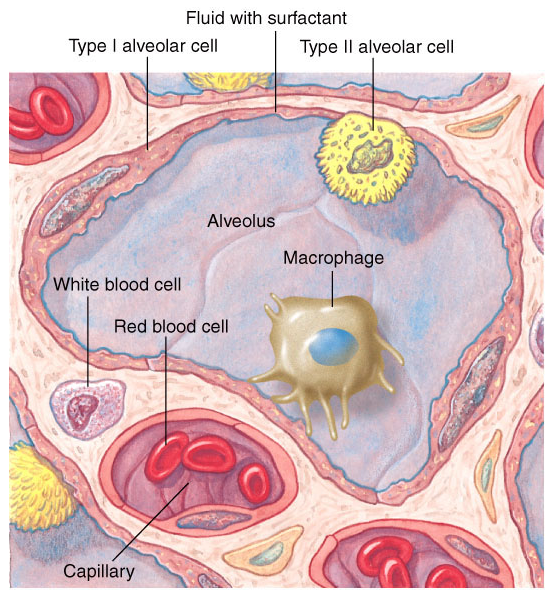 Fluid with surfactant
Type I alveolar cell
Type II alveolar cell
Alveolus
Macrophage
White blood cell
Red blood cell
Capillary